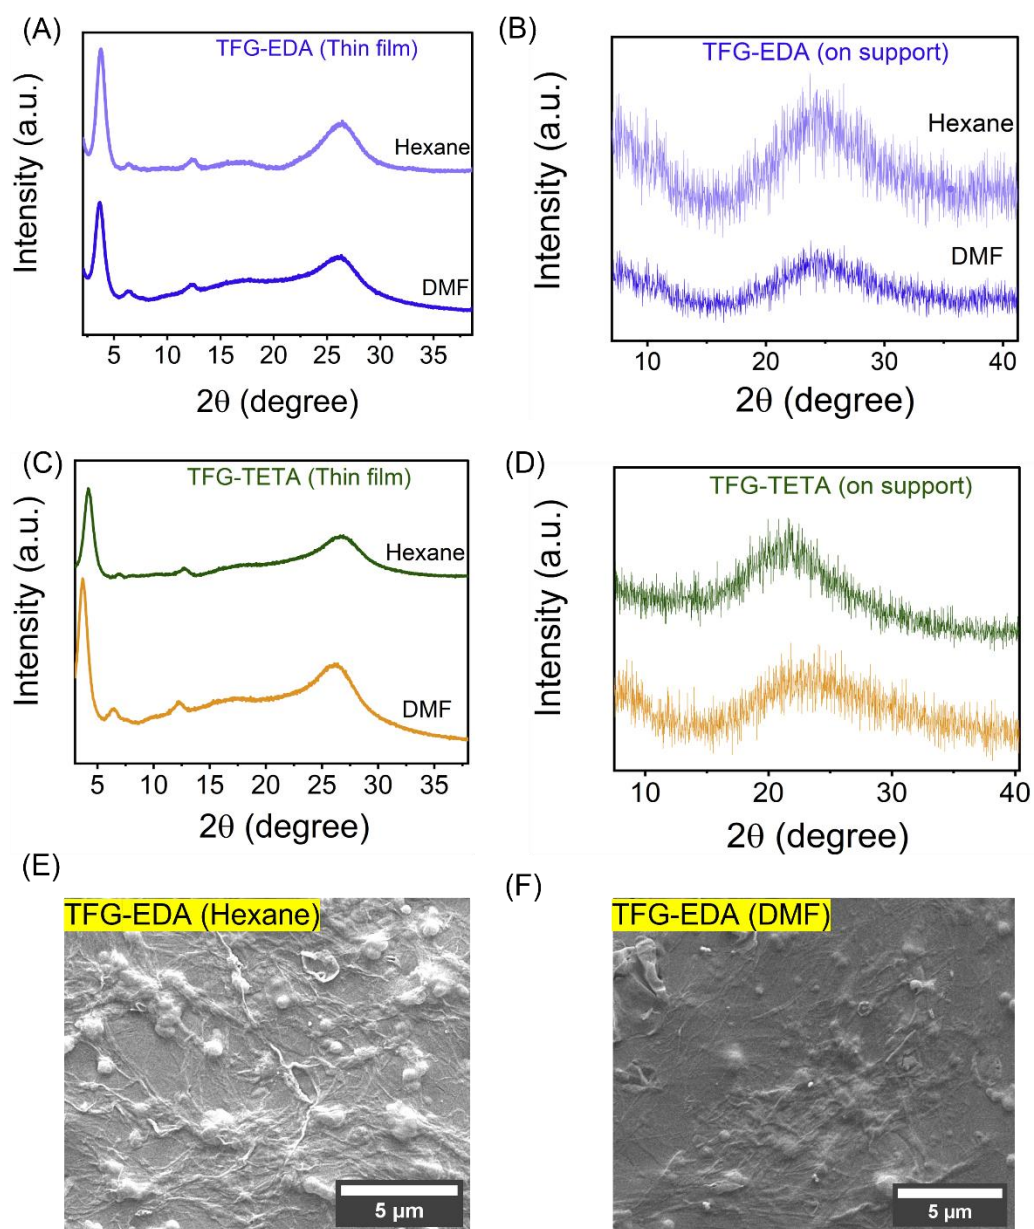 (A)
TFG-EDA (Thin film)
Hexane
DMF
Intensity (a.u.)
5 10 15 20 25 30 35
2θ (degree)
(B)
TFG-EDA (on support)
Hexane
DMF
Intensity (a.u.)
10 20 30 40
2θ (degree)
(C)
TFG-TETA (Thin film)
Hexane
DMF
Intensity (a.u.)
5 10 15 20 25 30 35
2θ (degree)
(D)
TFG-TETA (on support)
Intensity (a.u.)
10 20 30 40
2θ (degree)
(E)
TFG-EDA (Hexane)
5 μm
(F)
TFG-EDA (DMF)
5 μm